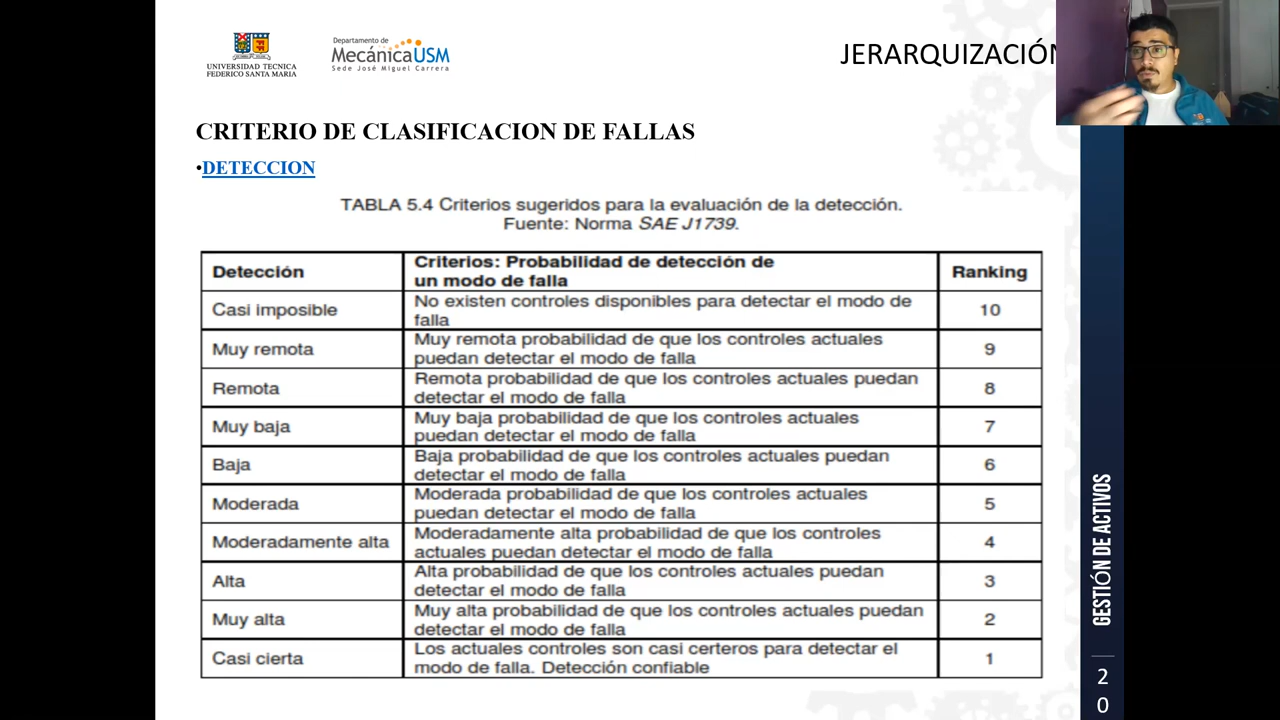 UNIVERSIDAD TECNICA
FEDERICO SANTA MARIA
Departamento de
MecánicaUSM
Sede José Miguel Carrera
JERARQUIZACIÓN
CRITERIO DE CLASIFICACION DE FALLAS
•DETECCION
TABLA 5.4 Criterios sugeridos para la evaluación de la detección.
Fuente: Norma SAE J1739.
Detección
Criterios: Probabilidad de detección de
un modo de falla
Ranking
Casi imposible
No existen controles disponibles para detectar el modo de
falla
10
Muy remota
Muy remota probabilidad de que los controles actuales
puedan detectar el modo de falla
9
Remota
Remota probabilidad de que los controles actuales puedan
detectar el modo de falla
8
Muy baja
Muy baja probabilidad de que los controles actuales
puedan detectar el modo de falla
7
Baja
Baja probabilidad de que los controles actuales puedan
detectar el modo de falla
6
Moderada
Moderada probabilidad de que los controles actuales
puedan detectar el modo de falla
5
Moderadamente alta
Moderadamente alta probabilidad de que los controles
actuales puedan detectar el modo de falla
4
Alta
Alta probabilidad de que los controles actuales puedan
detectar el modo de falla
3
Muy alta
Muy alta probabilidad de que los controles actuales puedan
detectar el modo de falla
2
Casi cierta
Los actuales controles son casi certeros para detectar el
modo de falla. Detección confiable
1
GESTIÓN DE ACTIVOS
2
0